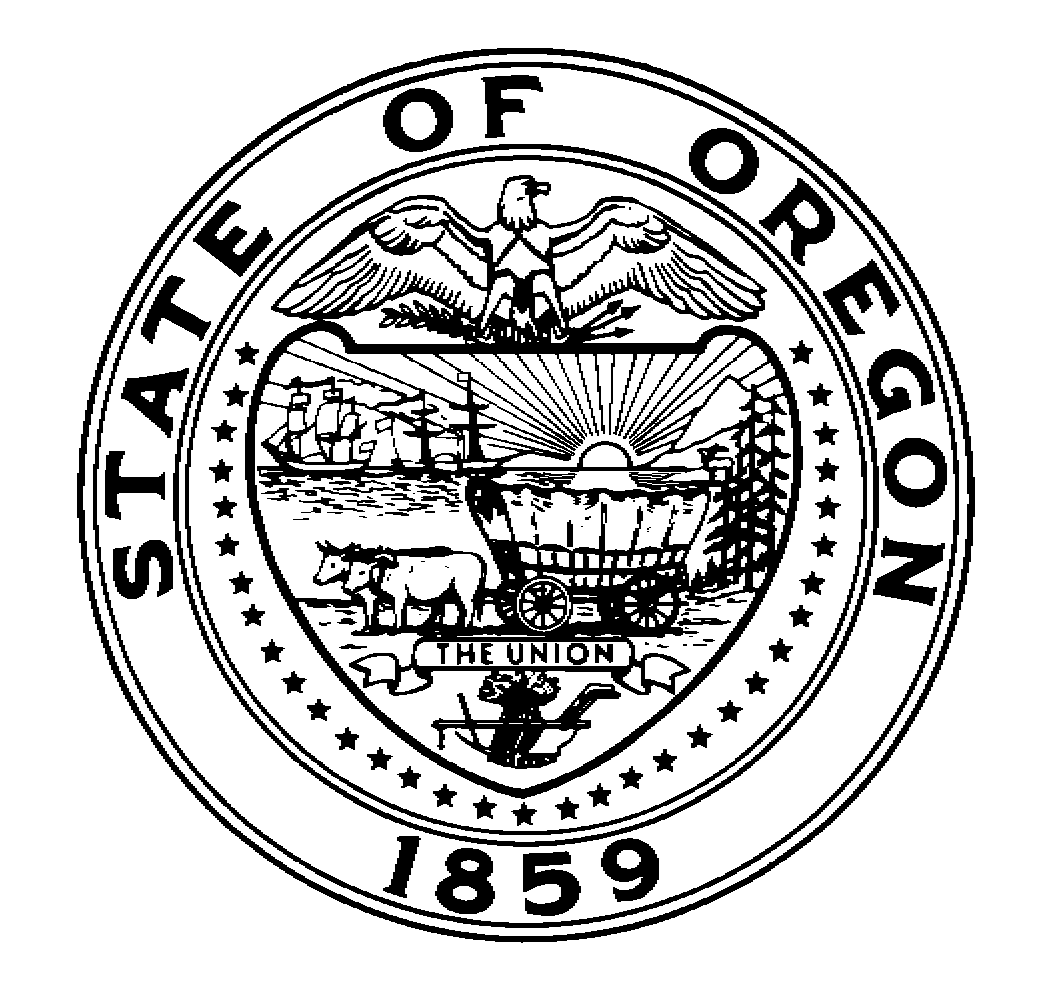 STATE OF OREGON
THE UNION
1859